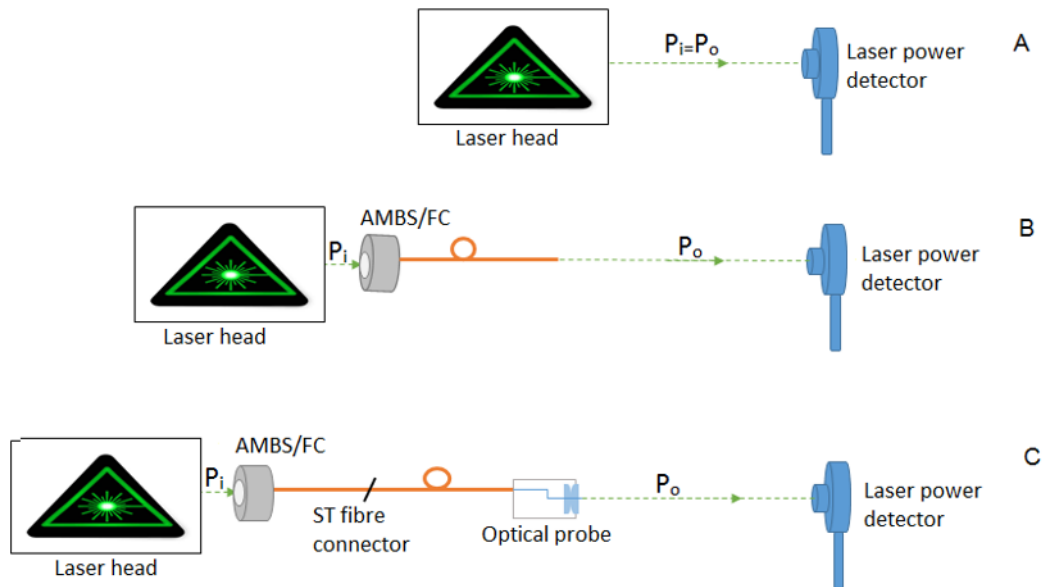 Pi=Po
A
Laser power
detector
Laser head
AMBS/FC
B
Pi
Po
Laser power
detector
Laser head
AMBS/FC
C
Pi
Po
Laser power
detector
ST fibre
connector
Optical probe
Laser head